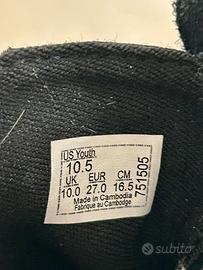 US Youth
10.5
UK EUR CM
10.0 27.0 16.5
Made in Cambodia
Fabrique au Cambodge
751505
subito